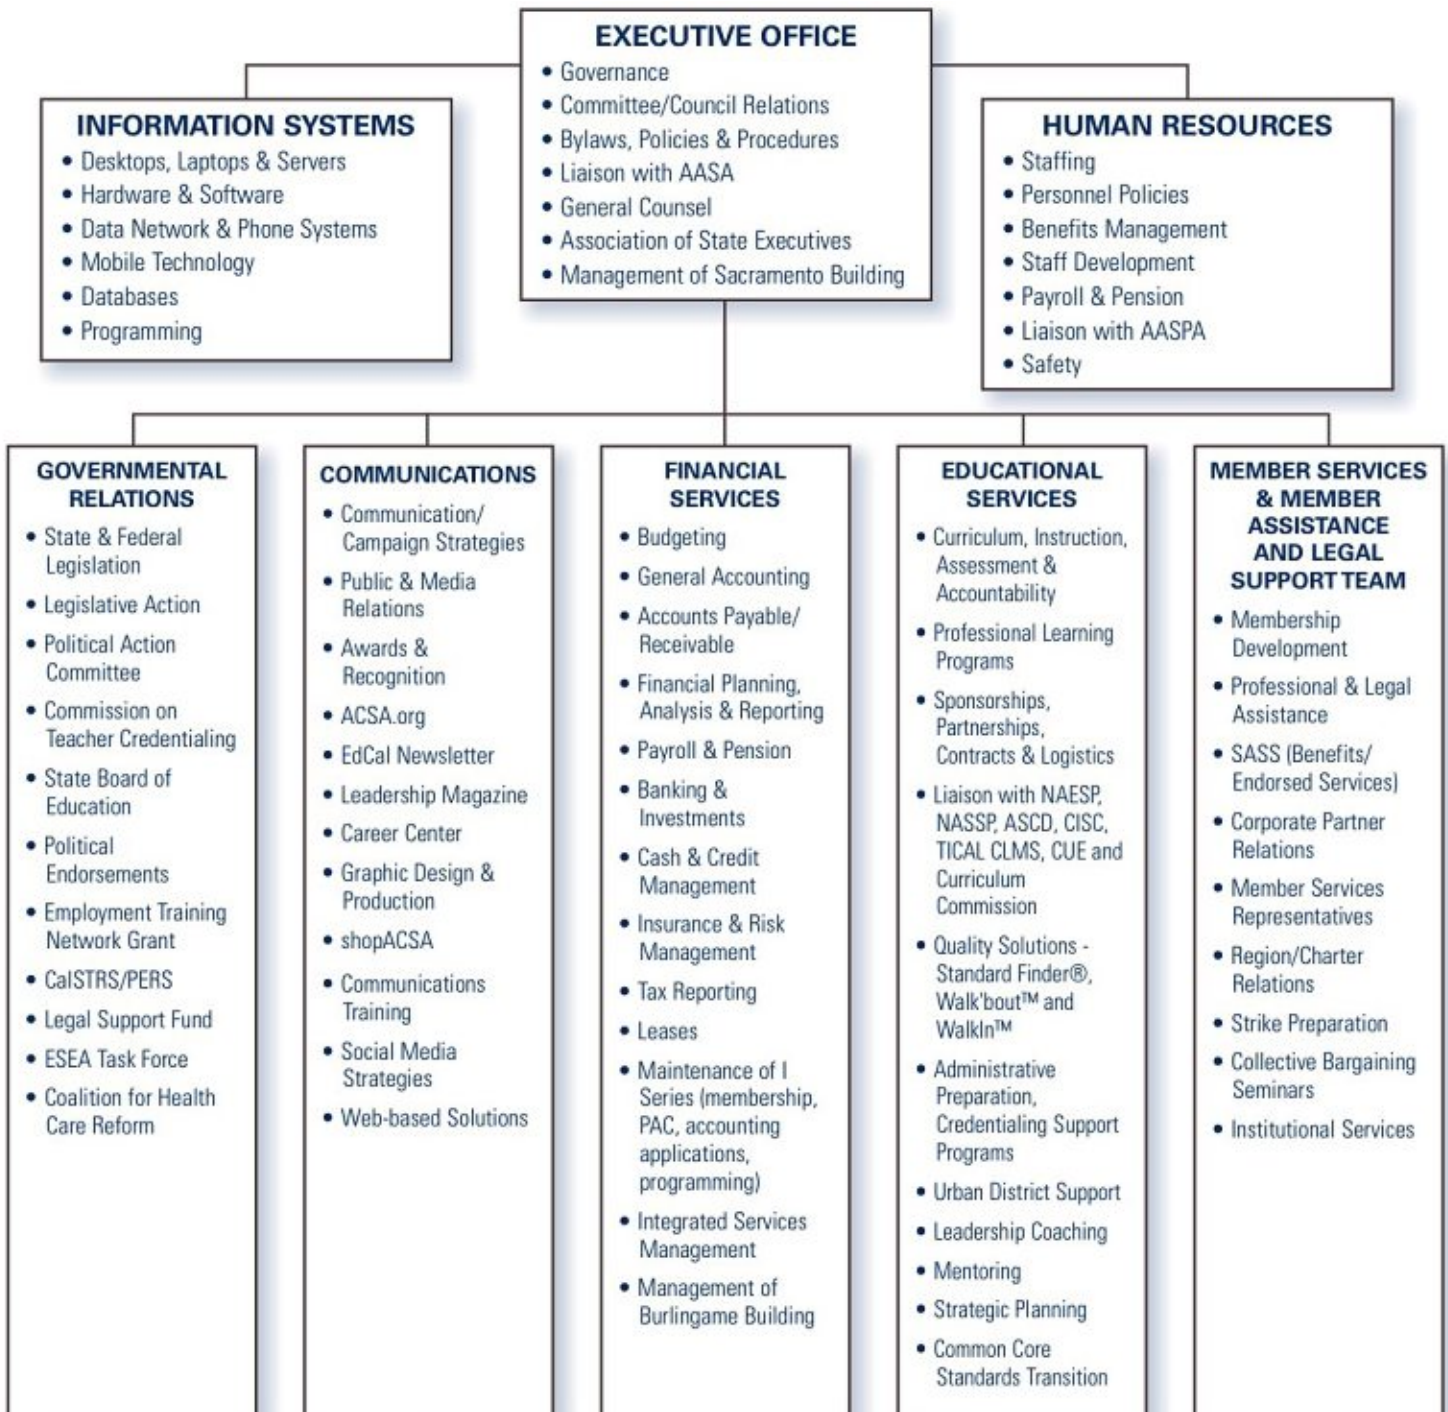 EXECUTIVE OFFICE
• Governance
• Committee/Council Relations
• Bylaws, Policies & Procedures
• Liaison with AASA
• General Counsel
• Association of State Executives
• Management of Sacramento Building
INFORMATION SYSTEMS
• Desktops, Laptops & Servers
• Hardware & Software
• Data Network & Phone Systems
• Mobile Technology
• Databases
• Programming
HUMAN RESOURCES
• Staffing
• Personnel Policies
• Benefits Management
• Staff Development
• Payroll & Pension
• Liaison with AASPA
• Safety
GOVERNMENTAL
RELATIONS
• State & Federal
Legislation
• Legislative Action
• Political Action
Committee
• Commission on
Teacher Credentialing
• State Board of
Education
• Political
Endorsements
• Employment Training
Network Grant
• CalSTRS/PERS
• Legal Support Fund
• ESEA Task Force
• Coalition for Health
Care Reform
COMMUNICATIONS
• Communication/
Campaign Strategies
• Public & Media
Relations
• Awards &
Recognition
• ACSA.org
• EdCal Newsletter
• Leadership Magazine
• Career Center
• Graphic Design &
Production
• shopACSA
• Communications
Training
• Social Media
Strategies
• Web-based Solutions
FINANCIAL
SERVICES
• Budgeting
• General Accounting
• Accounts Payable/
Receivable
• Financial Planning,
Analysis & Reporting
• Payroll & Pension
• Banking &
Investments
• Cash & Credit
Management
• Insurance & Risk
Management
• Tax Reporting
• Leases
• Maintenance of I
Series (membership,
PAC, accounting
applications,
programming)
• Integrated Services
Management
• Management of
Burlingame Building
EDUCATIONAL
SERVICES
• Curriculum, Instruction,
Assessment &
Accountability
• Professional Learning
Programs
• Sponsorships,
Partnerships,
Contracts & Logistics
• Liaison with NAESP,
NASSP, ASCD, CISC,
TICAL CLMS, CUE and
Curriculum
Commission
• Quality Solutions -
Standard Finder®,
Walk'bout™ and
WalkIn™
• Administrative
Preparation,
Credentialing Support
Programs
• Urban District Support
• Leadership Coaching
• Mentoring
• Strategic Planning
• Common Core
Standards Transition
MEMBER SERVICES
& MEMBER
ASSISTANCE
AND LEGAL
SUPPORT TEAM
• Membership
Development
• Professional & Legal
Assistance
• SASS (Benefits/
Endorsed Services)
• Corporate Partner
Relations
• Member Services
Representatives
• Region/Charter
Relations
• Strike Preparation
• Collective Bargaining
Seminars
• Institutional Services